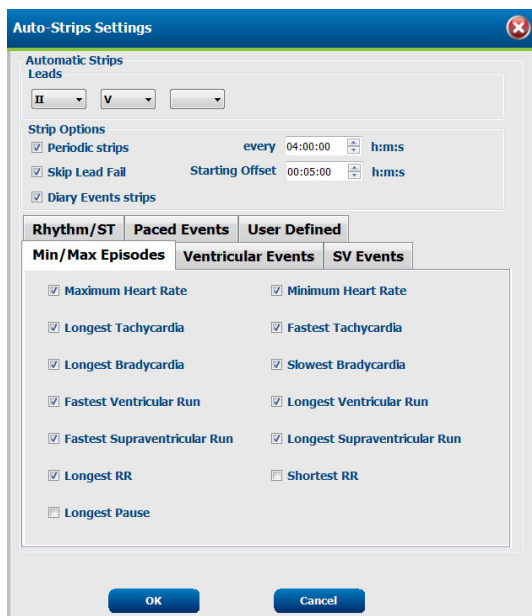 Auto-Strips Settings
Automatic Strips
Leads
II V
Strip Options
Periodic strips every 04:00:00 h:m:s
Skip Lead Fail Starting Offset 00:05:00 h:m:s
Diary Events strips
Rhythm/ST Paced Events User Defined
Min/Max Episodes Ventricular Events SV Events
Maximum Heart Rate Minimum Heart Rate
Longest Tachycardia Fastest Tachycardia
Longest Bradycardia Slowest Bradycardia
Fastest Ventricular Run Longest Ventricular Run
Fastest Supraventricular Run Longest Supraventricular Run
Longest RR Shortest RR
Longest Pause
OK Cancel